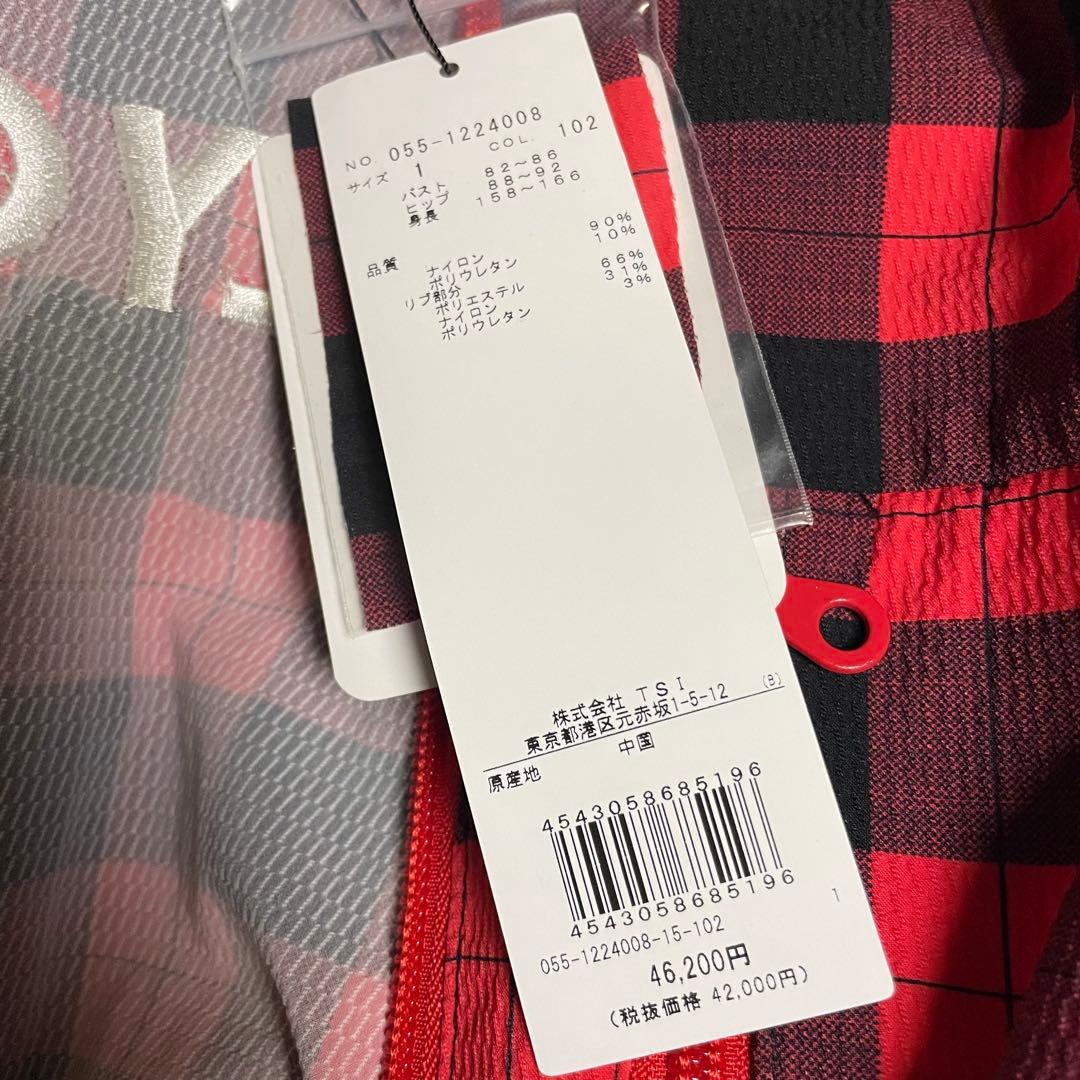 OY
NO. 055-1224008
COL. 102
サイズ 1
バスト 82～86
ヒップ 88～92
身長 158～166
品質 ナイロン 90%
ポリウレタン 10%
リブ部分
ポリエステル 66%
ナイロン 31%
ポリウレタン 3%
株式会社 TSI
東京都港区元赤坂1-5-12 (B)
原産地 中国
4543058685196
4543058685196
055-1224008-15-102 1
46,200円
(税抜価格 42,000円)